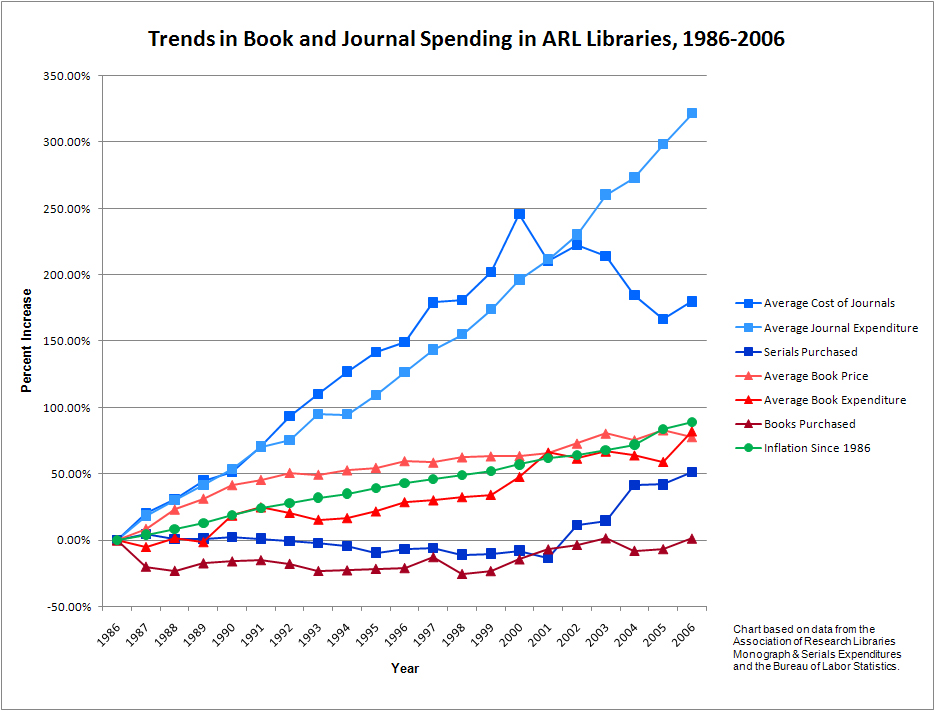 Trends in Book and Journal Spending in ARL Libraries, 1986-2006
350.00%
300.00%
250.00%
200.00%
150.00%
100.00%
50.00%
0.00%
-50.00%
Percent Increase
1986
1987
1988
1989
1990
1991
1992
1993
1994
1995
1996
1997
1998
1999
2000
2001
2002
2003
2004
2005
2006
Year
Average Cost of Journals
Average Journal Expenditure
Serials Purchased
Average Book Price
Average Book Expenditure
Books Purchased
Inflation Since 1986
Chart based on data from the
Association of Research Libraries
Monograph & Serials Expenditures
and the Bureau of Labor Statistics.